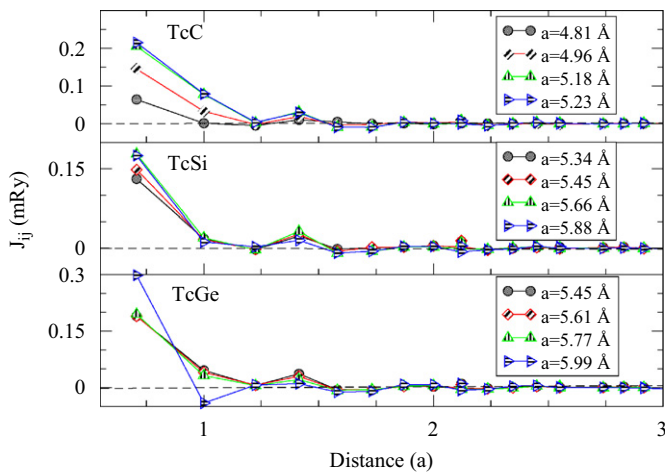 TcC
a=4.81 Å
a=4.96 Å
a=5.18 Å
a=5.23 Å
0.2
0.1
0
TcSi
a=5.34 Å
a=5.45 Å
a=5.66 Å
a=5.88 Å
0.15
0
J_ij (mRy)
TcGe
a=5.45 Å
a=5.61 Å
a=5.77 Å
a=5.99 Å
0.3
0.15
0
1
2
3
Distance (a)